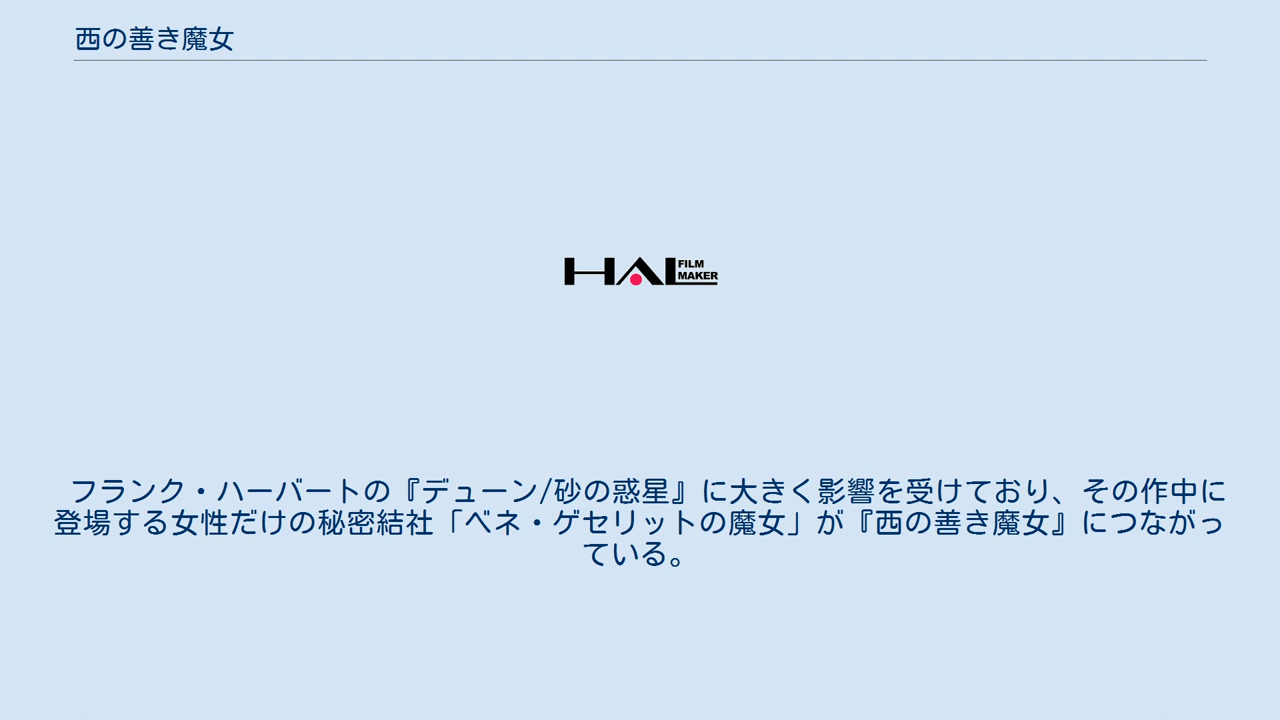 西の善き魔女
HAL FILM
MAKER
フランク・ハーバートの『デューン/砂の惑星』に大きく影響を受けており、その作中に
登場する女性だけの秘密結社「ベネ・ゲセリットの魔女」が『西の善き魔女』につながっ
ている。